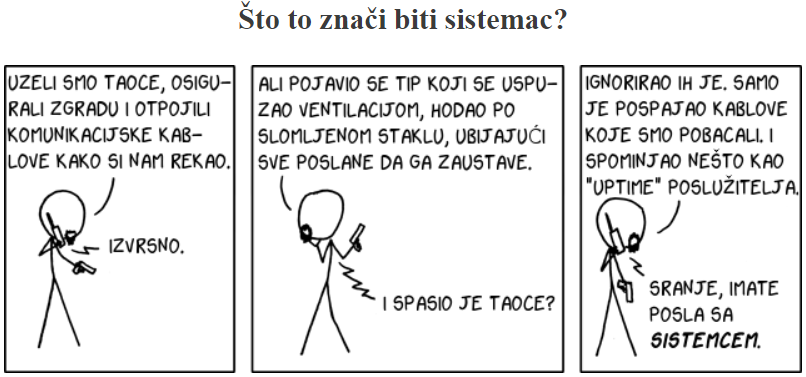 Što to znači biti sistemac?
UZELI SMO TAOCE, OSIGU-
RALI ZGRADU I OTPOJILI
KOMUNIKACIJSKE KAB-
LOVE KAKO SI NAM REKAO.
IZVRSNO.
ALI POJAVIO SE TIP KOJI SE USPU-
ZAO VENTILACIJOM, HODAO PO
SLOMLJENOM STAKLU, UBIJAJUĆI
SVE POSLANE DA GA ZAUSTAVE.
I SPASIO JE TAOCE?
IGNORIRAO IH JE. SAMO
JE POSPAJAO KABLOVE
KOJE SMO POBACALI. I
SPOMINJAO NEŠTO KAO
"UPTIME" POSLUŽITELJA.
SRANJE, IMATE
POSLA SA
SISTEMCEM.